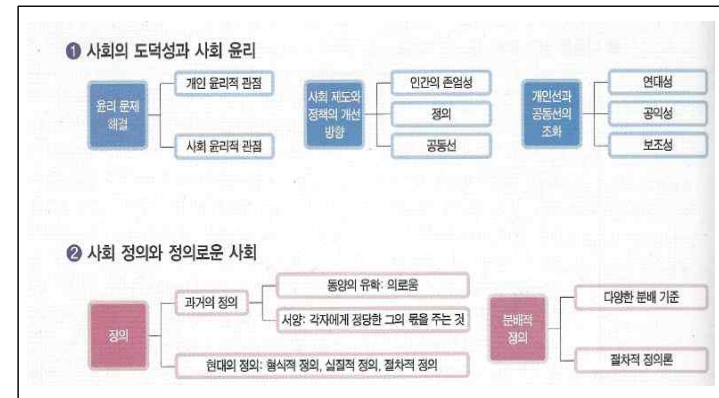 ❶ 사회의 도덕성과 사회 윤리
윤리 문제
해결
개인 윤리적 관점
사회 윤리적 관점
사회 제도와
정책의 개선
방향
인간의 존엄성
정의
공동선
개인선과
공동선의
조화
연대성
공익성
보조성
❷ 사회 정의와 정의로운 사회
정의
과거의 정의
동양의 유학: 의로움
서양: 각자에게 정당한 그의 몫을 주는 것
현대의 정의: 형식적 정의, 실질적 정의, 절차적 정의
분배적
정의
다양한 분배 기준
절차적 정의론